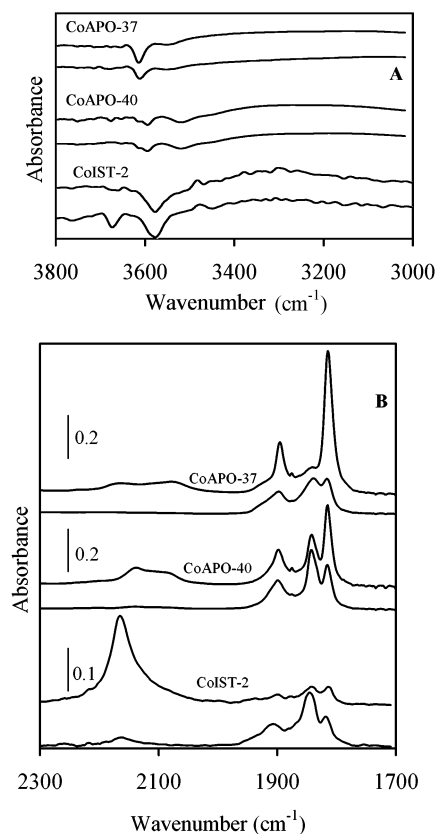 CoAPO-37
A
CoAPO-40
CoIST-2
Absorbance
3800 3600 3400 3200 3000
Wavenumber (cm-1)
B
0.2
CoAPO-37
0.2
CoAPO-40
Absorbance
0.1
CoIST-2
2300 2100 1900 1700
Wavenumber (cm-1)